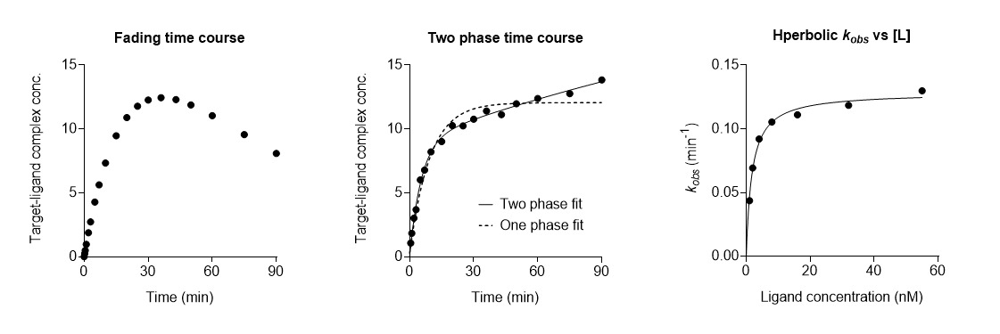 Fading time course
Target-ligand complex conc.
15
10
5
0
0 30 60 90
Time (min)
Two phase time course
Target-ligand complex conc.
15
10
5
0
Two phase fit
One phase fit
0 30 60 90
Time (min)
Hperbolic kobs vs [L]
kobs (min-1)
0.15
0.10
0.05
0.00
0 20 40 60
Ligand concentration (nM)